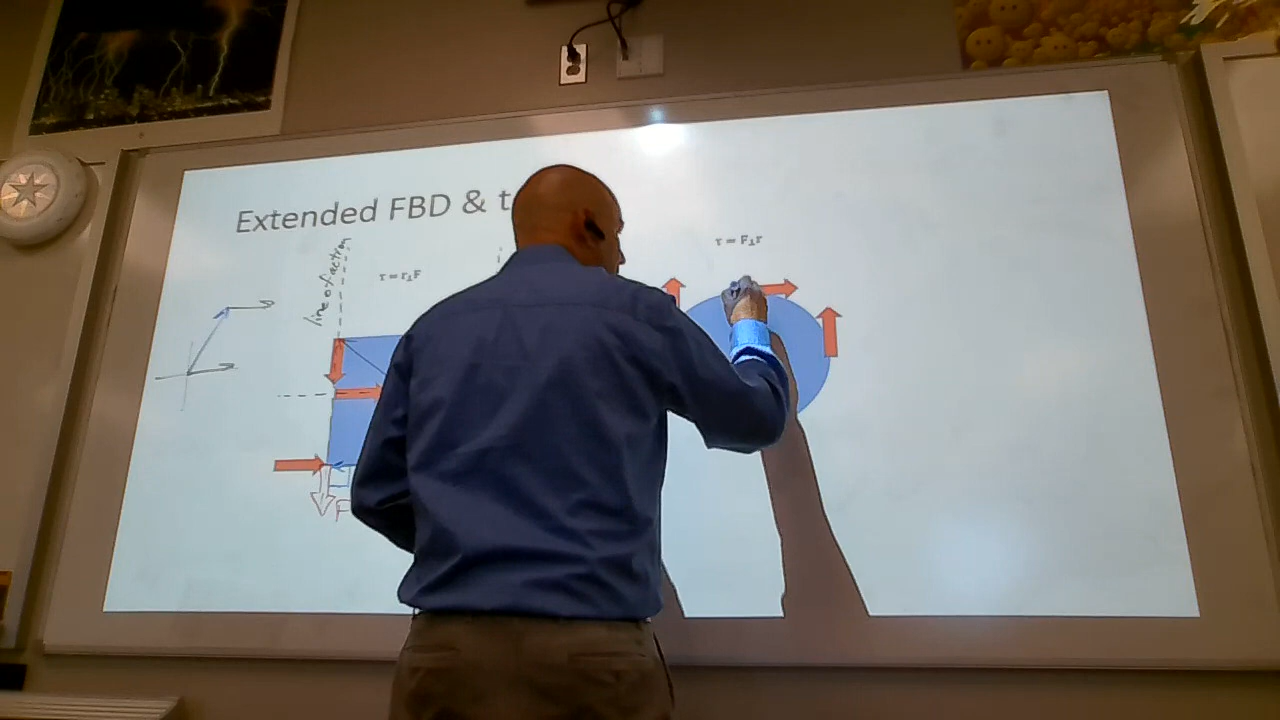 Extended FBD & t
line of action
τ = r⊥F
τ = F⊥r
F